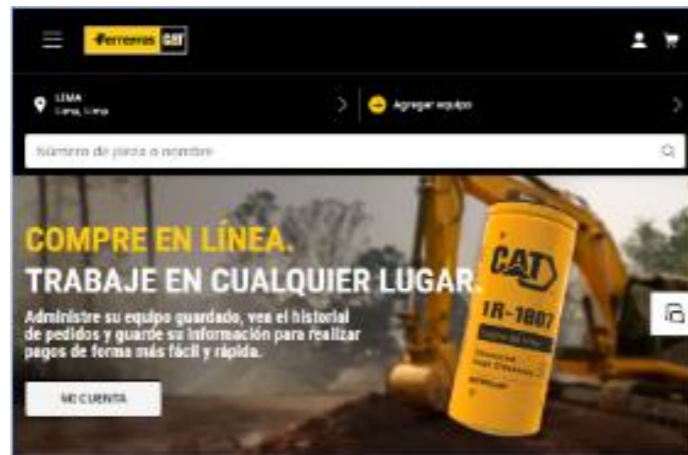 Ferreyros CAT
LIMA
Lima, Lima
Agregar equipo
Número de pieza o nombre
COMPRE EN LÍNEA.
TRABAJE EN CUALQUIER LUGAR.
Administre su equipo guardado, vea el historial
de pedidos y guarde su información para realizar
pagos de forma más fácil y rápida.
MI CUENTA
CAT
1R-1807